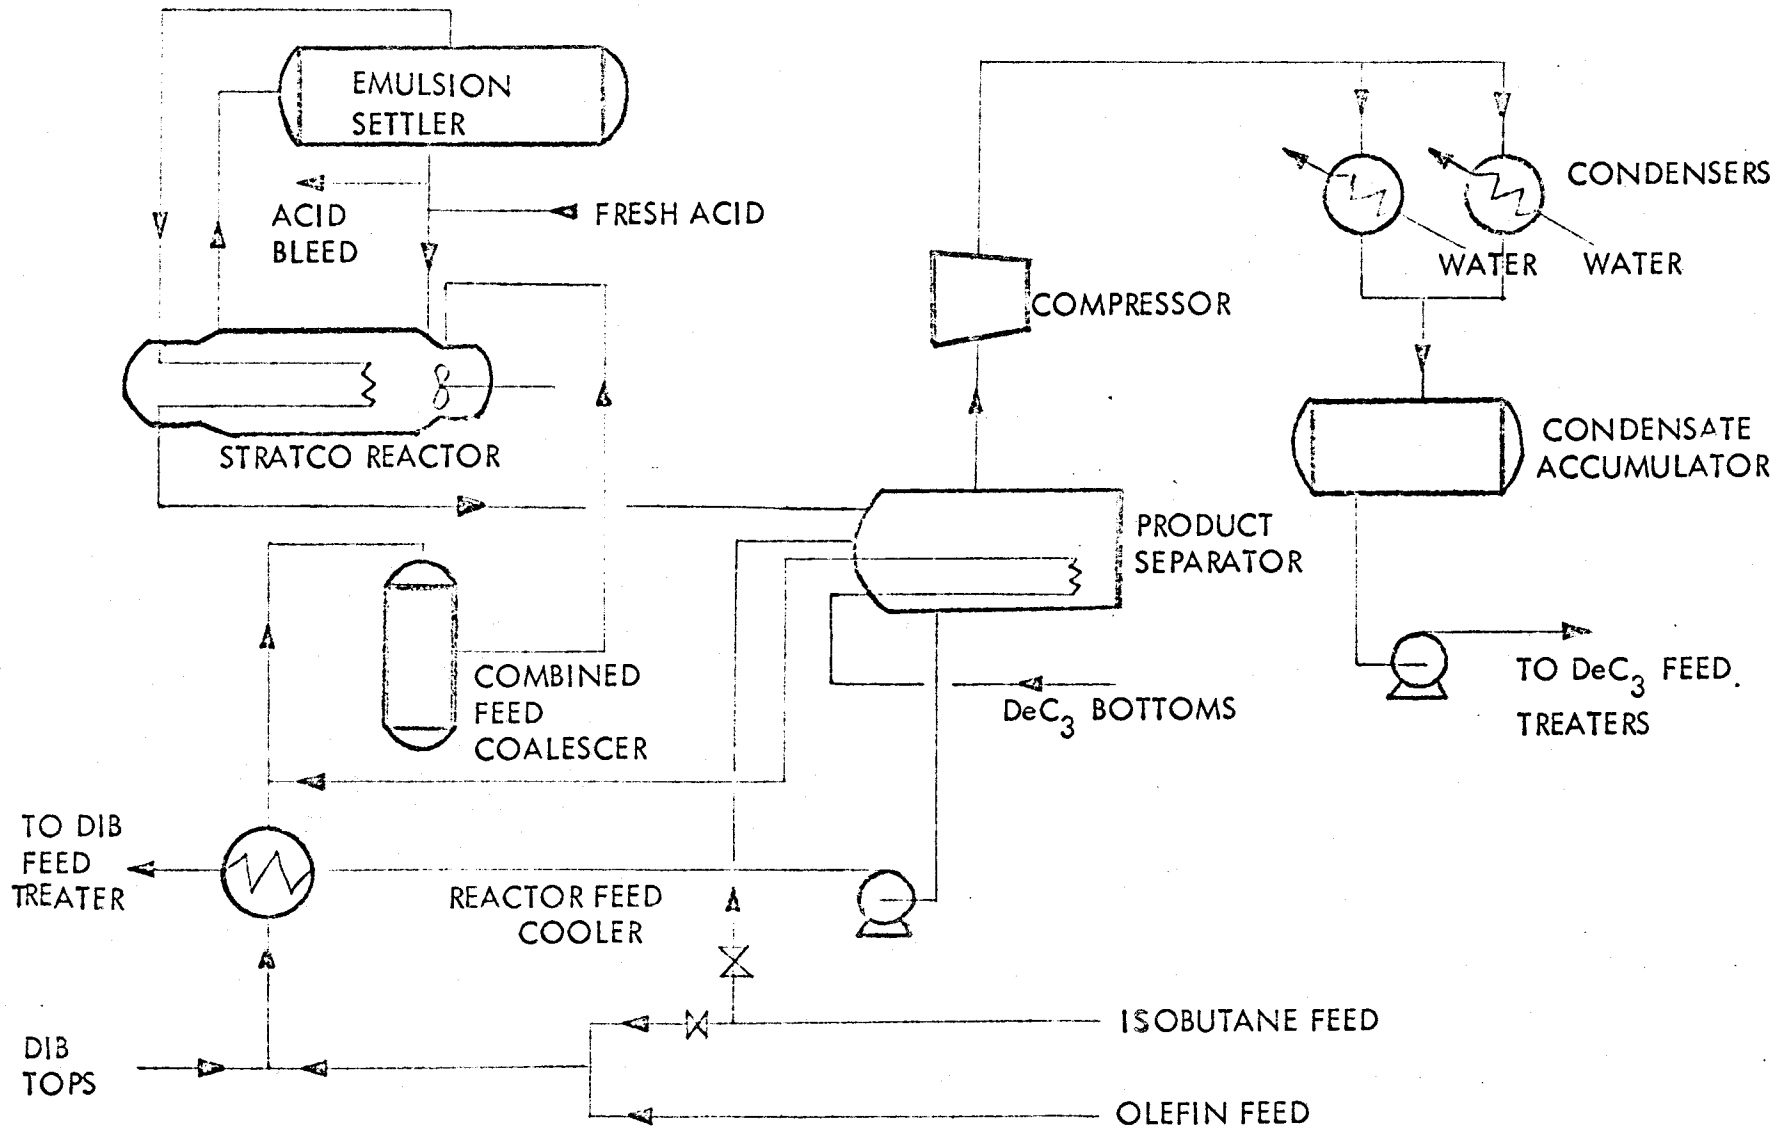 EMULSION
SETTLER
ACID
BLEED
FRESH ACID
STRATCO REACTOR
COMPRESSOR
CONDENSERS
WATER
WATER
CONDENSATE
ACCUMULATOR
PRODUCT
SEPARATOR
COMBINED
FEED
COALESCER
DeC3 BOTTOMS
TO DeC3 FEED.
TREATERS
TO DIB
FEED
TREATER
REACTOR FEED
COOLER
DIB
TOPS
ISOBUTANE FEED
OLEFIN FEED